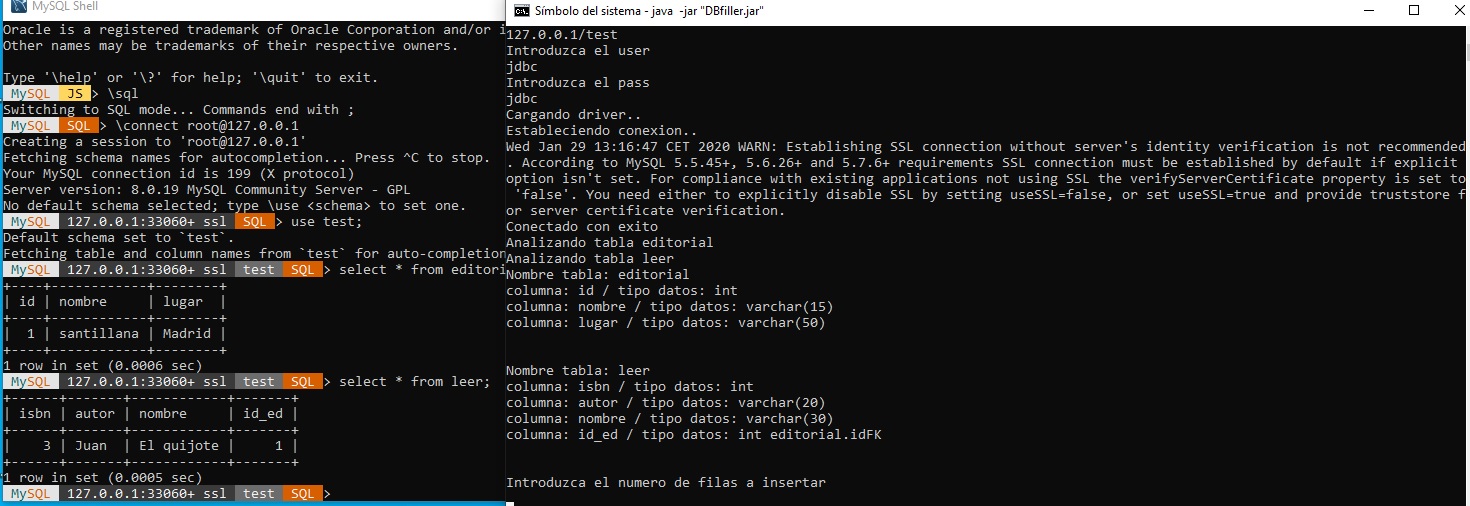 MySQL Shell
Oracle is a registered trademark of Oracle Corporation and/or i
Other names may be trademarks of their respective owners.
Type '\help' or '\?' for help; '\quit' to exit.
MySQL JS > \sql
Switching to SQL mode... Commands end with ;
MySQL SQL > \connect root@127.0.0.1
Creating a session to 'root@127.0.0.1'
Fetching schema names for autocompletion... Press ^C to stop.
Your MySQL connection id is 199 (X protocol)
Server version: 8.0.19 MySQL Community Server - GPL
No default schema selected; type \use <schema> to set one.
MySQL 127.0.0.1:33060+ ssl SQL > use test;
Default schema set to `test`.
Fetching table and column names from `test` for auto-completion
MySQL 127.0.0.1:33060+ ssl test SQL > select * from editori
+----+------------+--------+
| id | nombre     | lugar  |
+----+------------+--------+
|  1 | santillana | Madrid |
+----+------------+--------+
1 row in set (0.0006 sec)
MySQL 127.0.0.1:33060+ ssl test SQL > select * from leer;
+------+-------+------------+-------+
| isbn | autor | nombre     | id_ed |
+------+-------+------------+-------+
|    3 | Juan  | El quijote |     1 |
+------+-------+------------+-------+
1 row in set (0.0005 sec)
MySQL 127.0.0.1:33060+ ssl test SQL >
Símbolo del sistema - java -jar "DBfiller.jar"
127.0.0.1/test
Introduzca el user
jdbc
Introduzca el pass
jdbc
Cargando driver..
Estableciendo conexion..
Wed Jan 29 13:16:47 CET 2020 WARN: Establishing SSL connection without server's identity verification is not recommended
. According to MySQL 5.5.45+, 5.6.26+ and 5.7.6+ requirements SSL connection must be established by default if explicit
option isn't set. For compliance with existing applications not using SSL the verifyServerCertificate property is set to
'false'. You need either to explicitly disable SSL by setting useSSL=false, or set useSSL=true and provide truststore f
or server certificate verification.
Conectado con exito
Analizando tabla editorial
Analizando tabla leer
Nombre tabla: editorial
columna: id / tipo datos: int
columna: nombre / tipo datos: varchar(15)
columna: lugar / tipo datos: varchar(50)
Nombre tabla: leer
columna: isbn / tipo datos: int
columna: autor / tipo datos: varchar(20)
columna: nombre / tipo datos: varchar(30)
columna: id_ed / tipo datos: int editorial.idFK
Introduzca el numero de filas a insertar